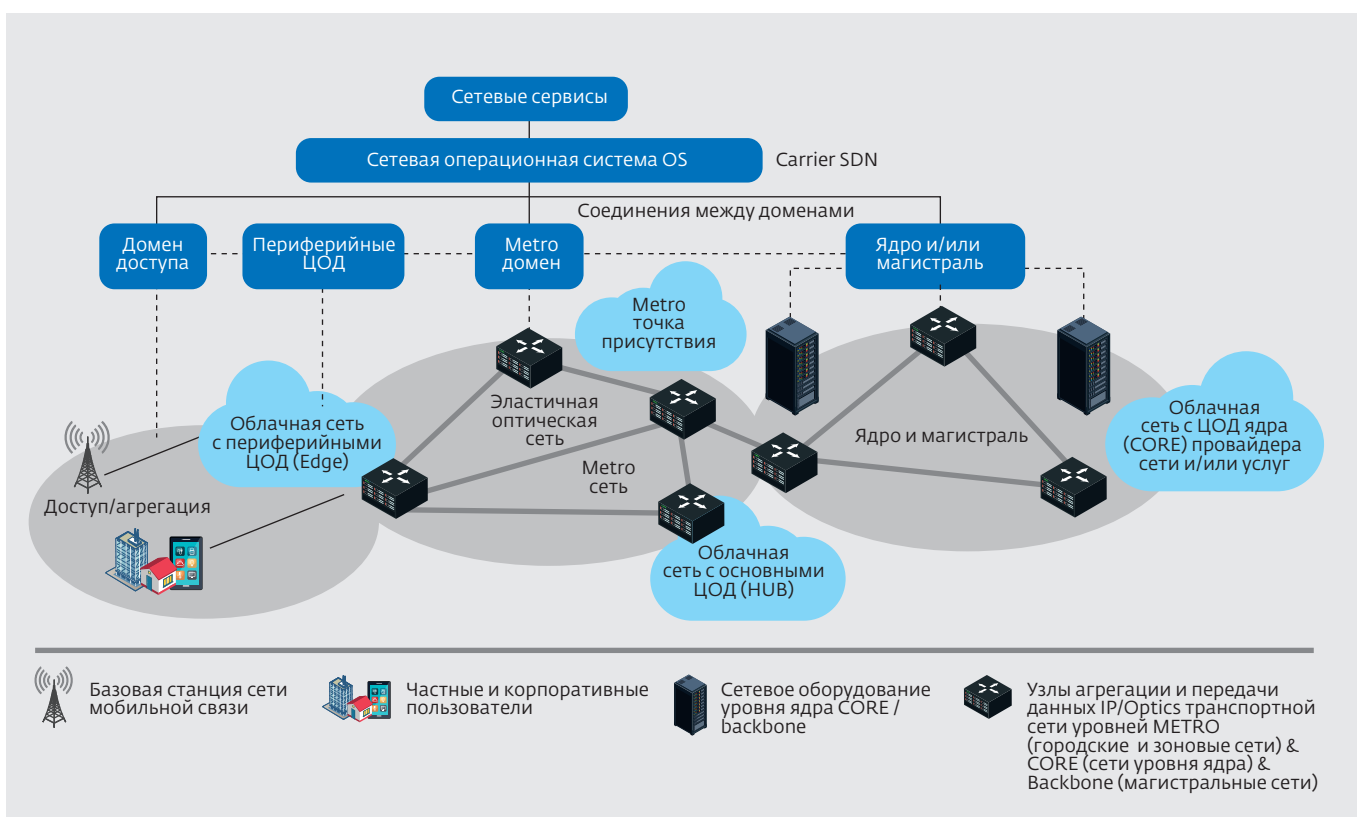 Сетевые сервисы
Сетевая операционная система OS
Carrier SDN
Соединения между доменами
Домен
доступа
Периферийные
ЦОД
Metro
домен
Ядро и/или
магистраль
Metro
точка
присутствия
Облачная сеть
с периферийными
ЦОД (Edge)
Эластичная
оптическая
сеть
Ядро и магистраль
Облачная
сеть с ЦОД ядра
(CORE) провайдера
сети и/или услуг
Metro
сеть
Доступ/агрегация
Облачная
сеть с основными
ЦОД (HUB)
Базовая станция сети
мобильной связи
Частные и корпоративные
пользователи
Сетевое оборудование
уровня ядра CORE /
backbone
Узлы агрегации и передачи
данных IP/Optics транспортной
сети уровней METRO
(городские и зоновые сети) &
CORE (сети уровня ядра) &
Backbone (магистральные сети)